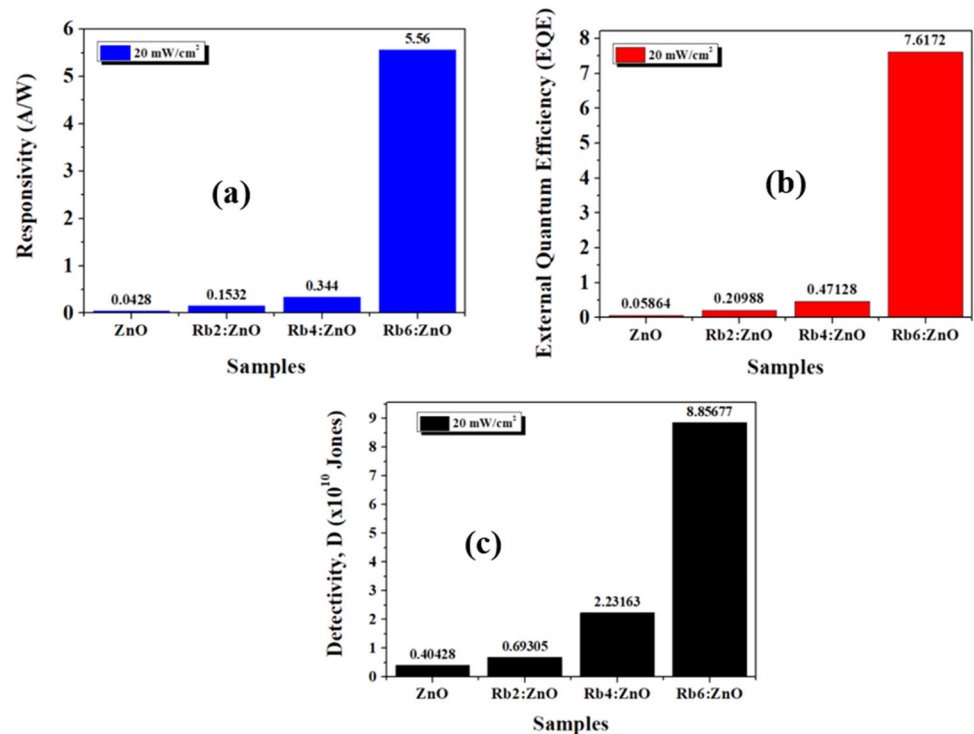 Responsivity (A/W)
6
5
4
3
2
1
0
20 mW/cm²
(a)
0.0428
0.1532
0.344
5.56
ZnO
Rb2:ZnO
Rb4:ZnO
Rb6:ZnO
Samples
External Quantum Efficiency (EQE)
8
7
6
5
4
3
2
1
0
20 mW/cm²
(b)
0.05864
0.20988
0.47128
7.6172
ZnO
Rb2:ZnO
Rb4:ZnO
Rb6:ZnO
Samples
Detectivity, D (x10¹⁰ Jones)
9
8
7
6
5
4
3
2
1
0
20 mW/cm²
(c)
0.40428
0.69305
2.23163
8.85677
ZnO
Rb2:ZnO
Rb4:ZnO
Rb6:ZnO
Samples